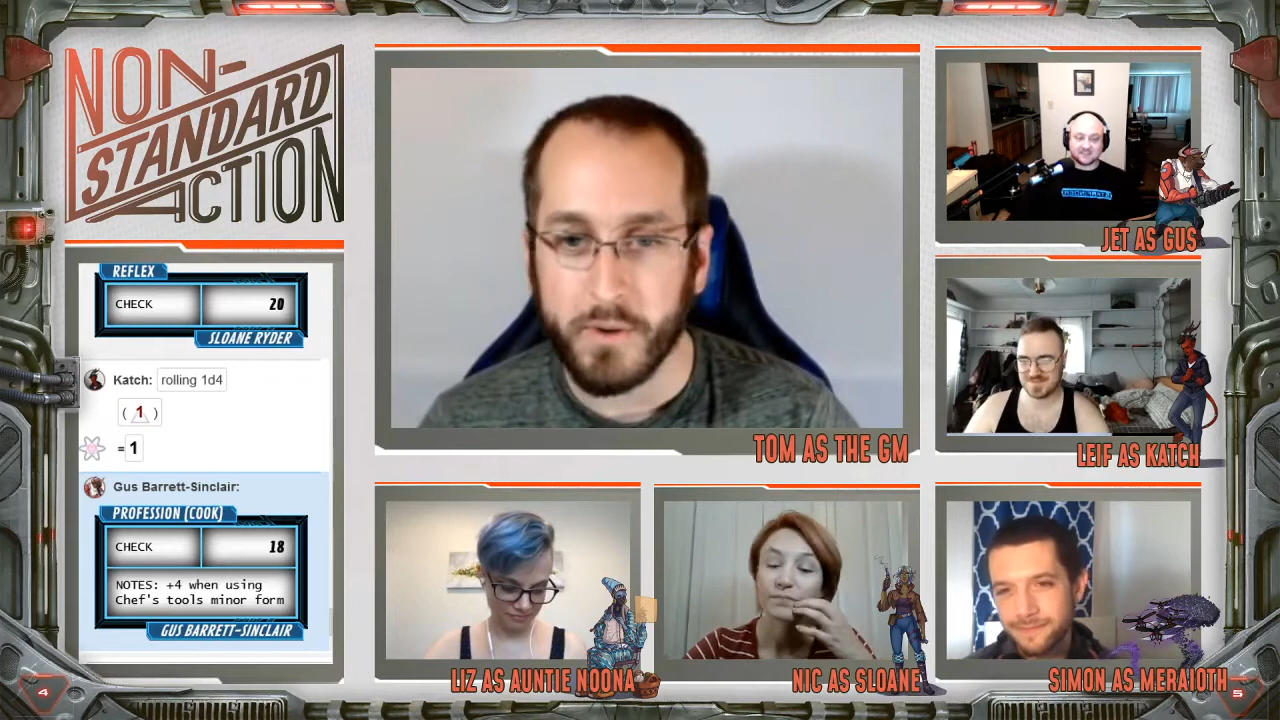 NON-
STANDARD
ACTION
REFLEX
CHECK 20
SLOANE RYDER
Katch: rolling 1d4
( 1 )
=1
Gus Barrett-Sinclair:
PROFESSION (COOK)
CHECK 18
NOTES: +4 when using
Chef's tools minor form
GUS BARRETT-SINCLAIR
4
TOM AS THE GM
JET AS GUS
LEIF AS KATCH
LIZ AS AUNTIE NOONA
NIC AS SLOANE
SIMON AS MERAIOTH
5